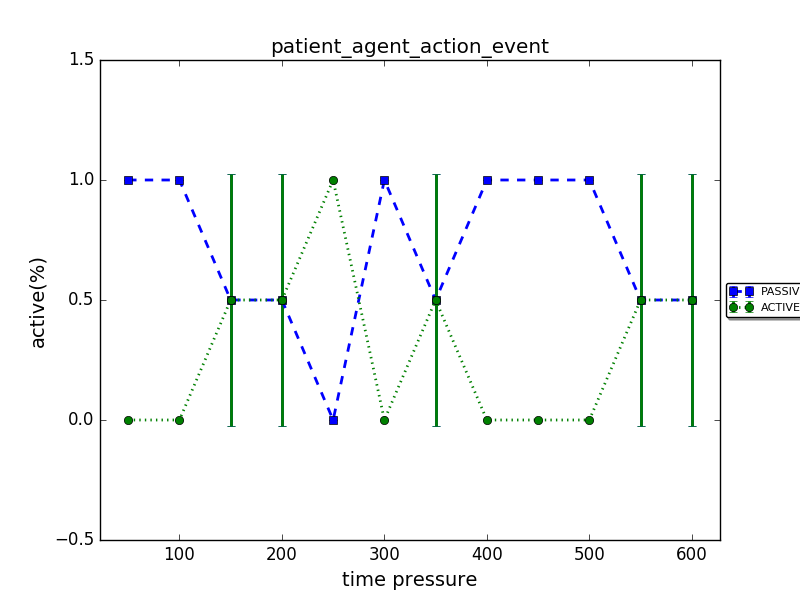 patient_agent_action_event
1.5
1.0
0.5
0.0
−0.5
active(%)
100 200 300 400 500 600
time pressure
PASSIV
ACTIVE